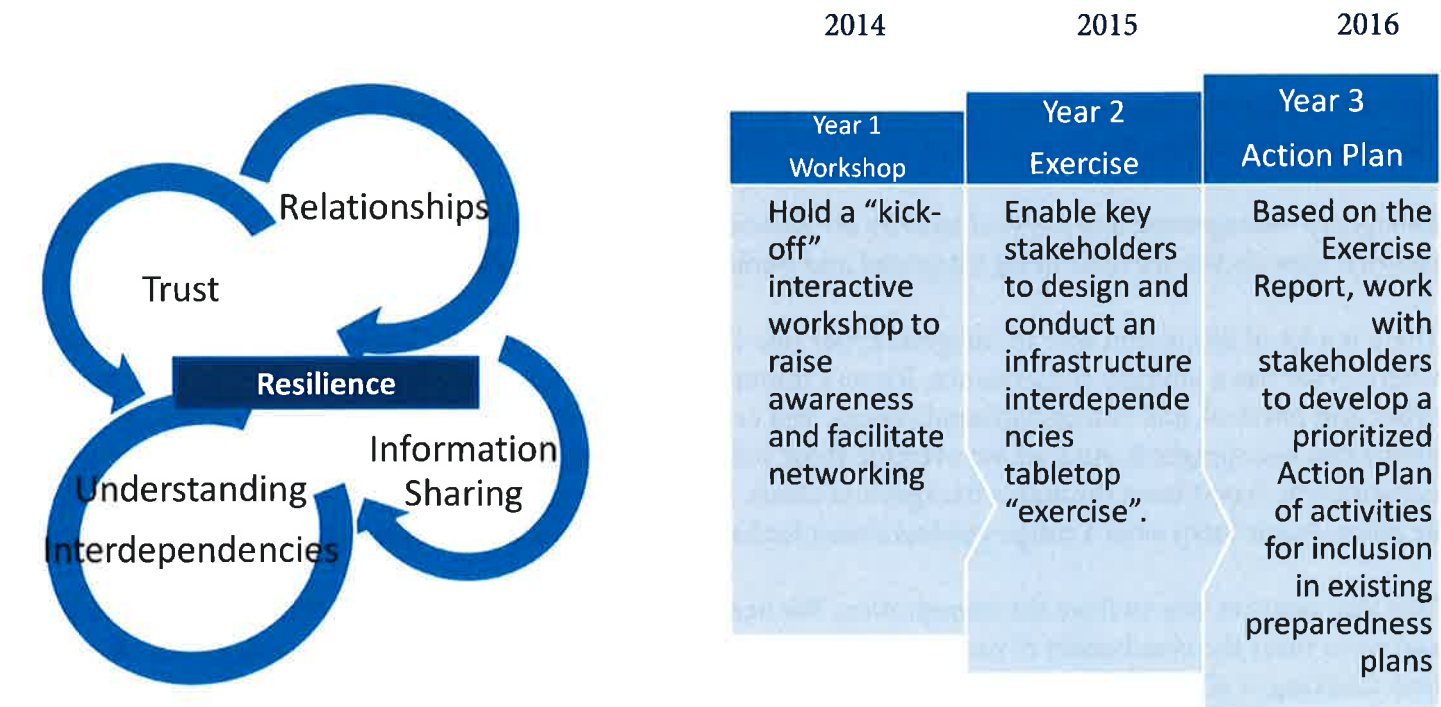 Relationships
Trust
Resilience
Information
Sharing
Understanding
Interdependencies
2014
2015
2016
Year 1
Workshop
Hold a “kick-
off”
interactive
workshop to
raise
awareness
and facilitate
networking
Year 2
Exercise
Enable key
stakeholders
to design and
conduct an
infrastructure
interdepende
ncies
tabletop
“exercise”.
Year 3
Action Plan
Based on the
Exercise
Report, work
with
stakeholders
to develop a
prioritized
Action Plan
of activities
for inclusion
in existing
preparedness
plans